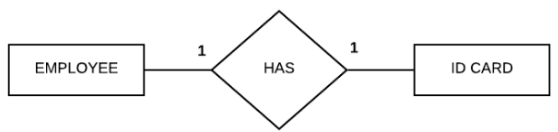 1
1
EMPLOYEE
HAS
ID CARD